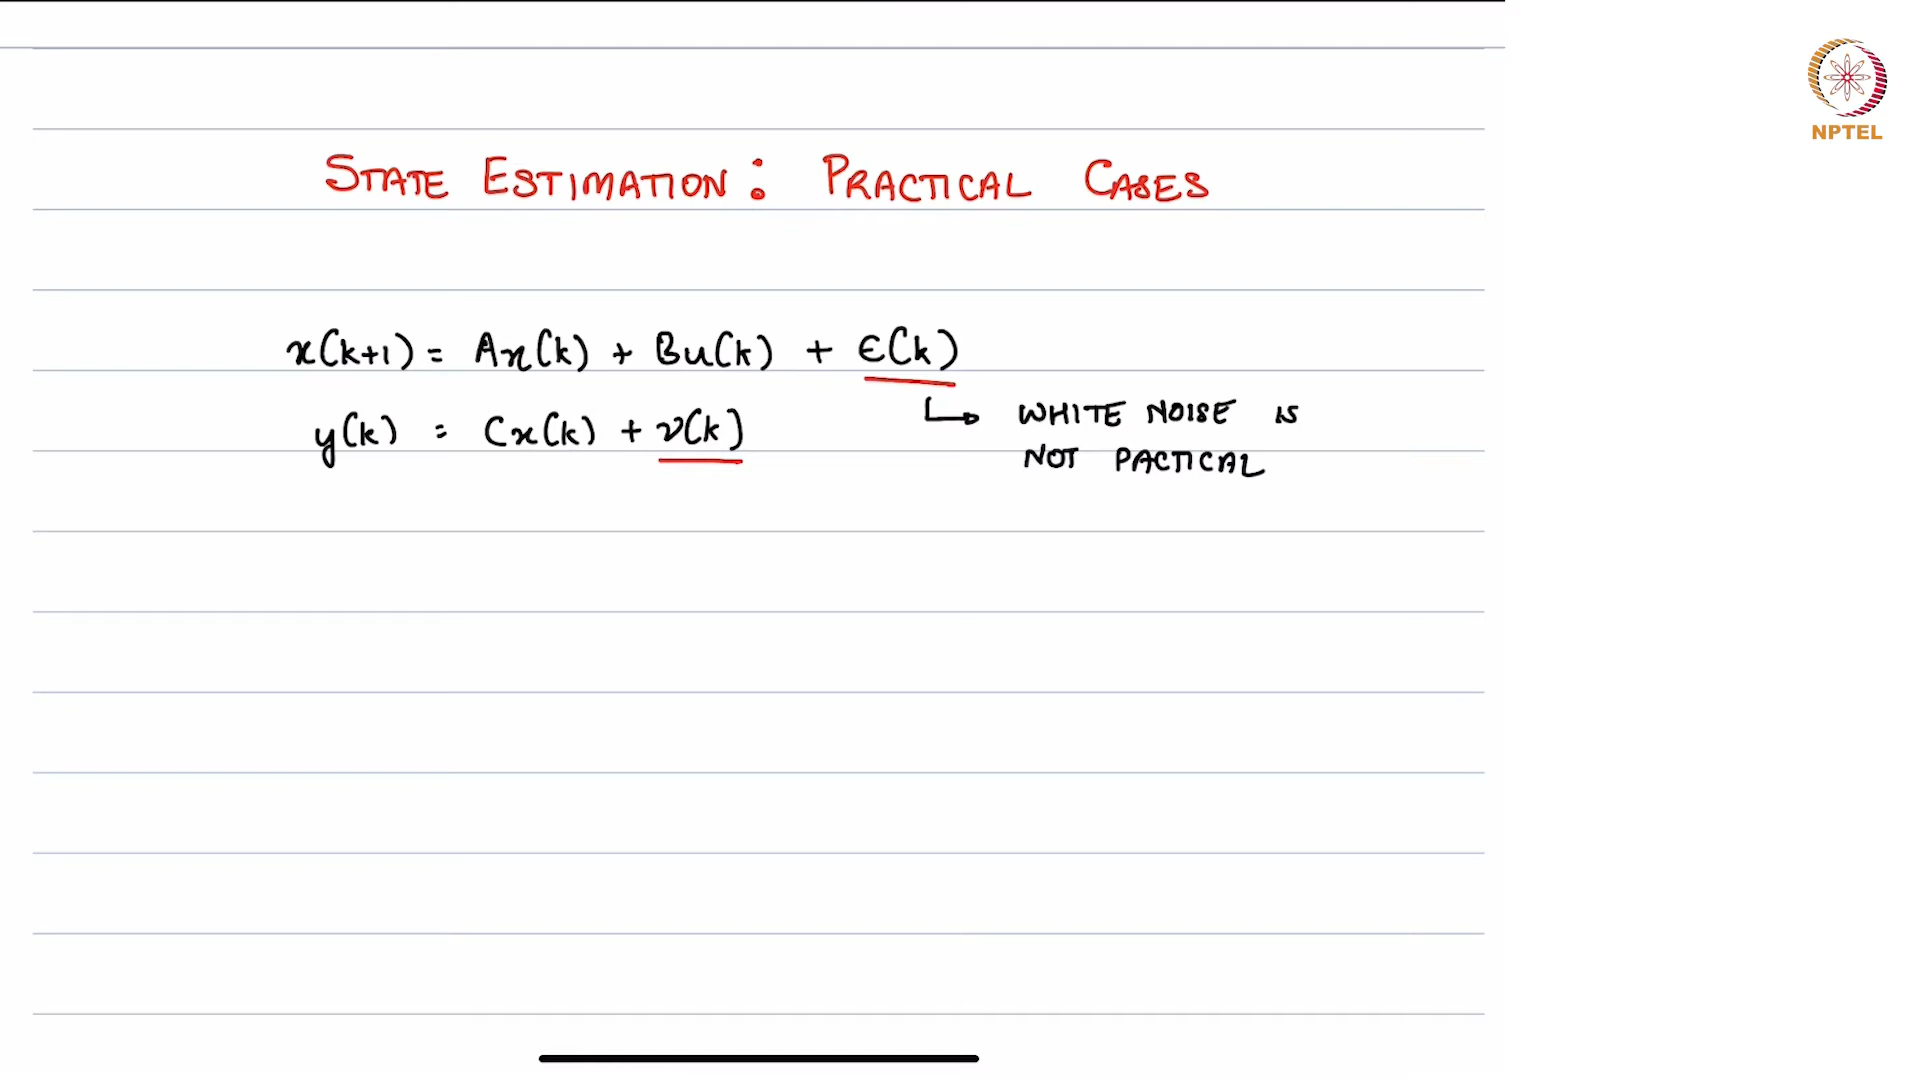 STATE ESTIMATION: PRACTICAL CASES
x(k+1) = Ax(k) + Bu(k) + ϵ(k)
y(k) = Cx(k) + ν(k)
WHITE NOISE IS
NOT PACTICAL
NPTEL